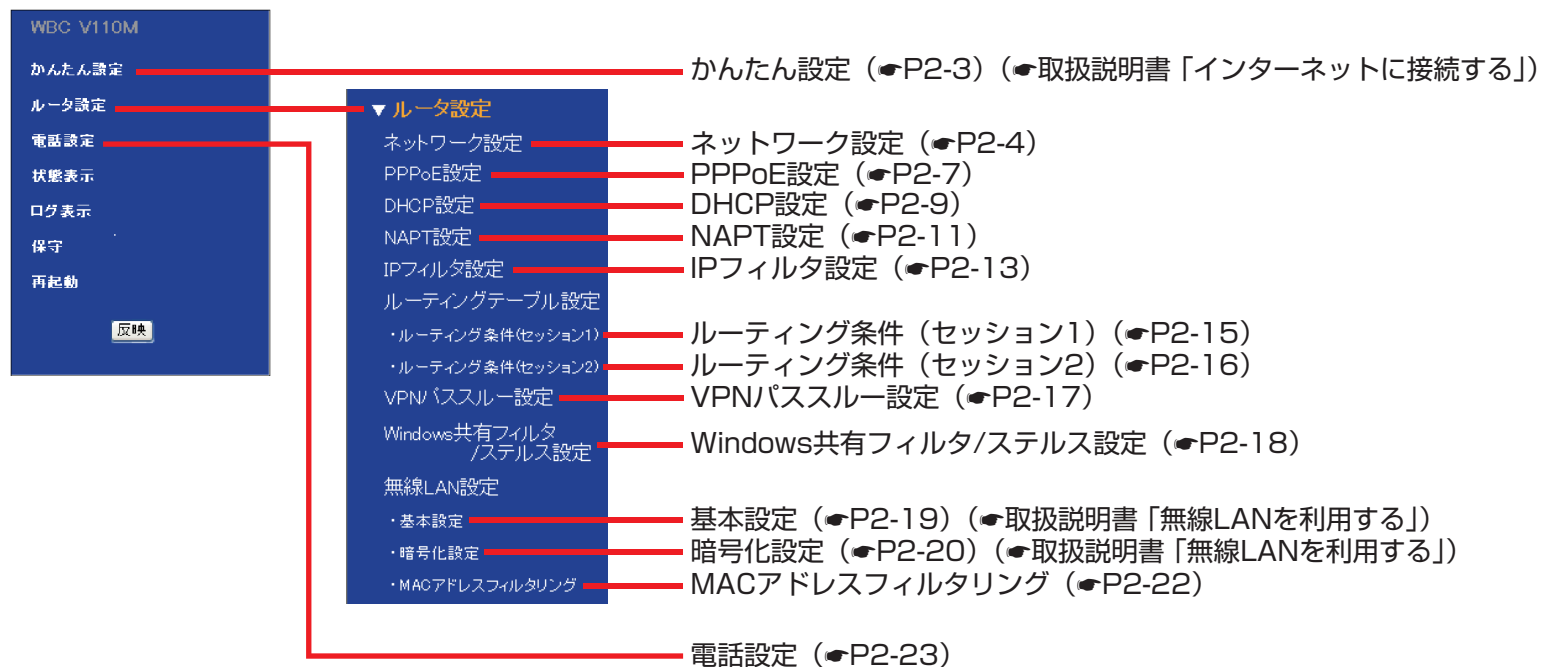 WBC V110M
かんたん設定
ルータ設定
電話設定
状態表示
ログ表示
保守
再起動
反映
▼ルータ設定
ネットワーク設定
PPPoE設定
DHCP設定
NAPT設定
IPフィルタ設定
ルーティングテーブル設定
・ルーティング条件(セッション1)
・ルーティング条件(セッション2)
VPNパススルー設定
Windows共有フィルタ
/ステルス設定
無線LAN設定
・基本設定
・暗号化設定
・MACアドレスフィルタリング
かんたん設定（☛P2-3）（☛取扱説明書「インターネットに接続する」）
ネットワーク設定（☛P2-4）
PPPoE設定（☛P2-7）
DHCP設定（☛P2-9）
NAPT設定（☛P2-11）
IPフィルタ設定（☛P2-13）
ルーティング条件（セッション1）（☛P2-15）
ルーティング条件（セッション2）（☛P2-16）
VPNパススルー設定（☛P2-17）
Windows共有フィルタ/ステルス設定（☛P2-18）
基本設定（☛P2-19）（☛取扱説明書「無線LANを利用する」）
暗号化設定（☛P2-20）（☛取扱説明書「無線LANを利用する」）
MACアドレスフィルタリング（☛P2-22）
電話設定（☛P2-23）